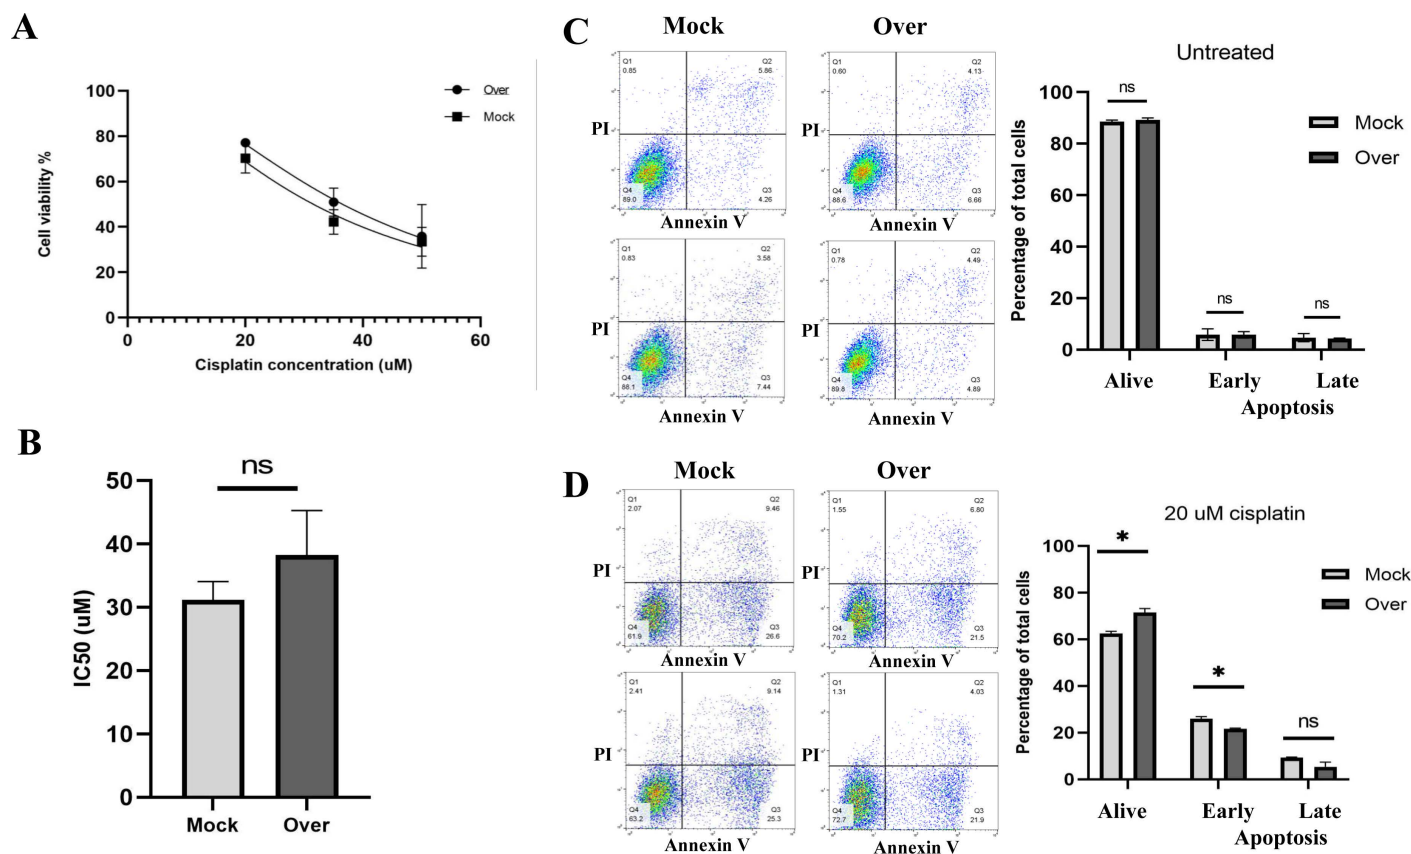 A
Over
Mock
100
80
60
40
20
0
Cell viability %
0 20 40 60
Cisplatin concentration (uM)
B
ns
50
40
30
20
10
0
IC50 (uM)
Mock Over
C
Mock Over
Q1 0.85
Q2 5.86
Q4 89.0
Q3 4.26
PI
Annexin V
Q1 0.60
Q2 4.13
Q4 88.6
Q3 6.66
PI
Annexin V
Q1 0.83
Q2 3.58
Q4 88.1
Q3 7.44
PI
Annexin V
Q1 0.78
Q2 4.49
Q4 89.8
Q3 4.89
PI
Annexin V
Untreated
Mock
Over
ns
ns
ns
100
80
60
40
20
0
Percentage of total cells
Alive Early Late
Apoptosis
D
Mock Over
Q1 2.07
Q2 9.46
Q4 61.9
Q3 26.6
PI
Annexin V
Q1 1.55
Q2 6.80
Q4 70.2
Q3 21.5
PI
Annexin V
Q1 2.41
Q2 9.14
Q4 63.2
Q3 25.3
PI
Annexin V
Q1 1.31
Q2 4.03
Q4 72.7
Q3 21.9
PI
Annexin V
20 uM cisplatin
Mock
Over
*
*
ns
100
80
60
40
20
0
Percentage of total cells
Alive Early Late
Apoptosis